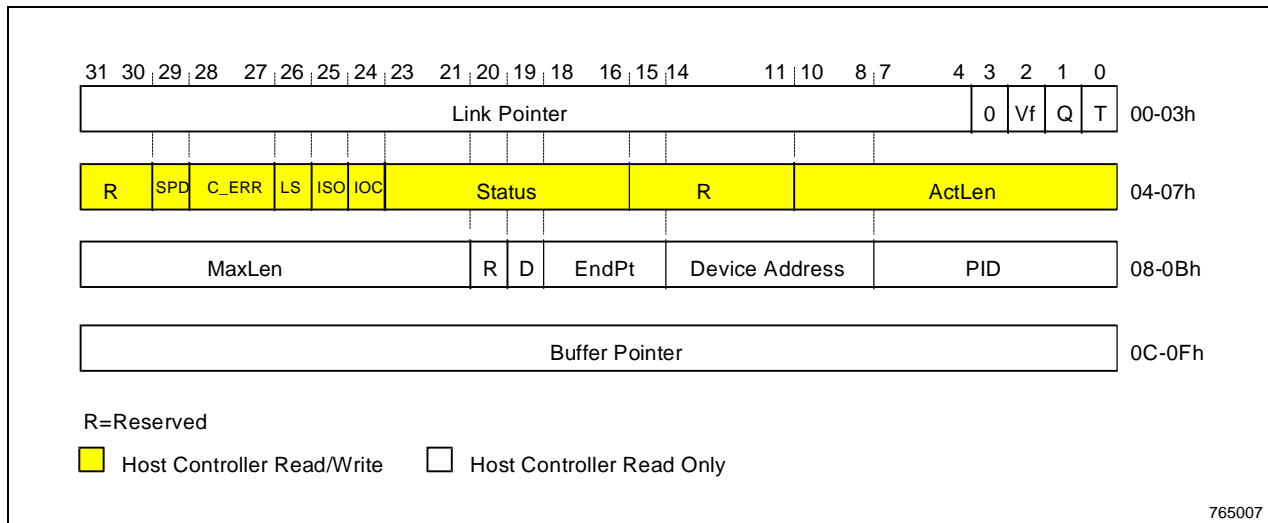 31 30 29 28 27 26 25 24 23 21 20 19 18 16 15 14 11 10 8 7 4 3 2 1 0
Link Pointer 0 Vf Q T 00-03h
R SPD C_ERR LS ISO IOC Status R ActLen 04-07h
MaxLen R D EndPt Device Address PID 08-0Bh
Buffer Pointer 0C-0Fh
R=Reserved
Host Controller Read/Write Host Controller Read Only
765007